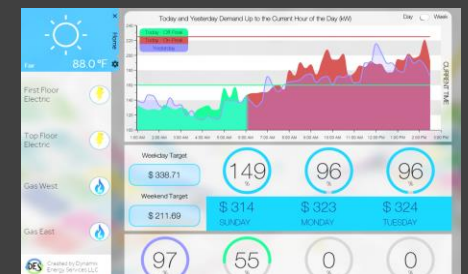 Today and Yesterday Demand Up to the Current Hour of the Day (kW)
Day
Week
Today - Off Peak
Today - On Peak
Yesterday
Home
CURRENT TIME
Fair
88.0 °F
First Floor
Electric
Top Floor
Electric
Gas West
Gas East
Weekday Target
$ 338.71
Weekend Target
$ 211.69
149
%
96
%
96
%
$ 314
SUNDAY
$ 323
MONDAY
$ 324
TUESDAY
97
%
55
%
0
%
0
%
DES
Created by Dynamic
Energy Services LLC